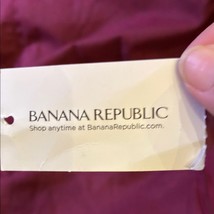 BANANA REPUBLIC
Shop anytime at BananaRepublic.com.